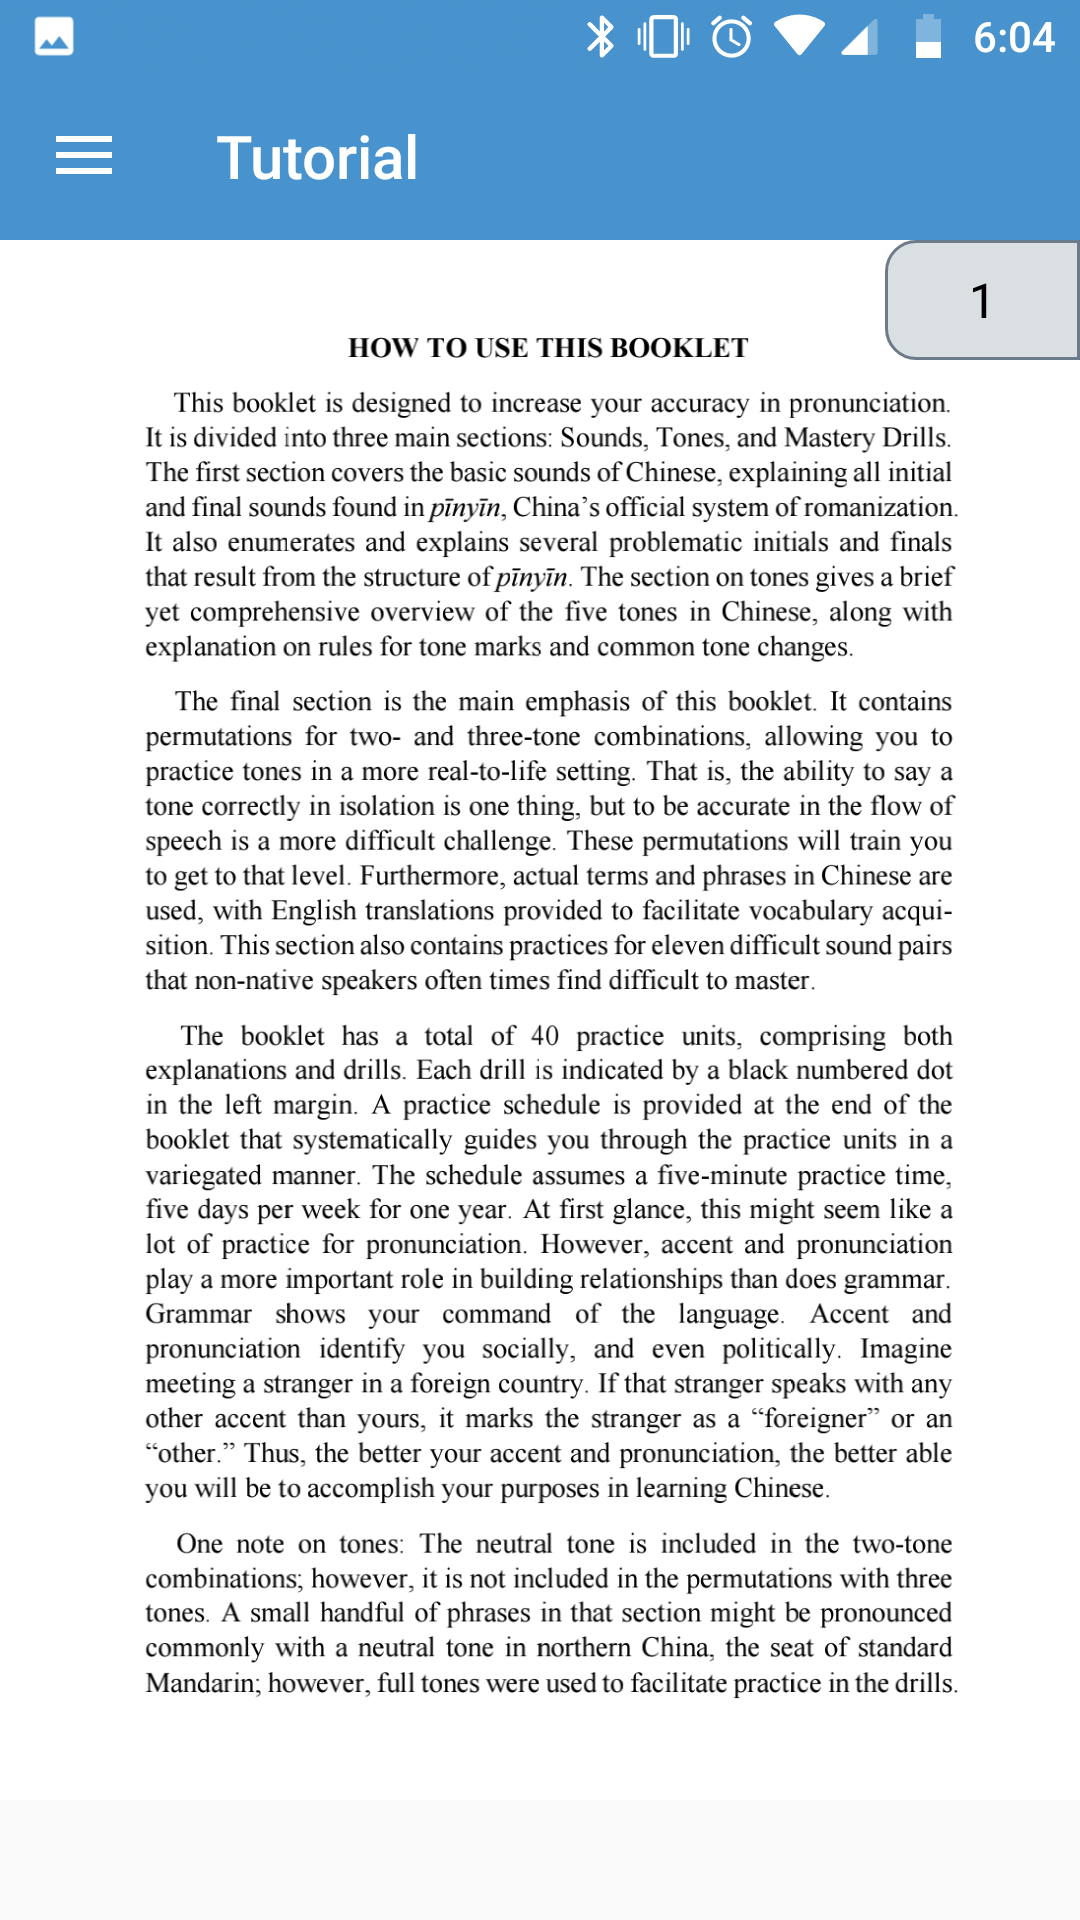 6:04
Tutorial
1
HOW TO USE THIS BOOKLET
This booklet is designed to increase your accuracy in pronunciation.
It is divided into three main sections: Sounds, Tones, and Mastery Drills.
The first section covers the basic sounds of Chinese, explaining all initial
and final sounds found in pīnyīn, China’s official system of romanization.
It also enumerates and explains several problematic initials and finals
that result from the structure of pīnyīn. The section on tones gives a brief
yet comprehensive overview of the five tones in Chinese, along with
explanation on rules for tone marks and common tone changes.
The final section is the main emphasis of this booklet. It contains
permutations for two- and three-tone combinations, allowing you to
practice tones in a more real-to-life setting. That is, the ability to say a
tone correctly in isolation is one thing, but to be accurate in the flow of
speech is a more difficult challenge. These permutations will train you
to get to that level. Furthermore, actual terms and phrases in Chinese are
used, with English translations provided to facilitate vocabulary acqui-
sition. This section also contains practices for eleven difficult sound pairs
that non-native speakers often times find difficult to master.
The booklet has a total of 40 practice units, comprising both
explanations and drills. Each drill is indicated by a black numbered dot
in the left margin. A practice schedule is provided at the end of the
booklet that systematically guides you through the practice units in a
variegated manner. The schedule assumes a five-minute practice time,
five days per week for one year. At first glance, this might seem like a
lot of practice for pronunciation. However, accent and pronunciation
play a more important role in building relationships than does grammar.
Grammar shows your command of the language. Accent and
pronunciation identify you socially, and even politically. Imagine
meeting a stranger in a foreign country. If that stranger speaks with any
other accent than yours, it marks the stranger as a “foreigner” or an
“other.” Thus, the better your accent and pronunciation, the better able
you will be to accomplish your purposes in learning Chinese.
One note on tones: The neutral tone is included in the two-tone
combinations; however, it is not included in the permutations with three
tones. A small handful of phrases in that section might be pronounced
commonly with a neutral tone in northern China, the seat of standard
Mandarin; however, full tones were used to facilitate practice in the drills.